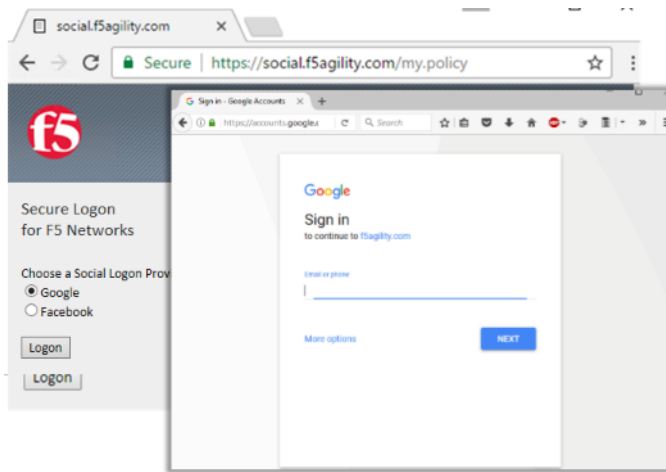 social.f5agility.com
Secure | https://social.f5agility.com/my.policy
f5
Secure Logon
for F5 Networks
Choose a Social Logon Prov
Google
Facebook
Logon
Logon
G Sign in - Google Accounts
https://accounts.google.c
Search
Google
Sign in
to continue to f5agility.com
Email or phone
More options
NEXT